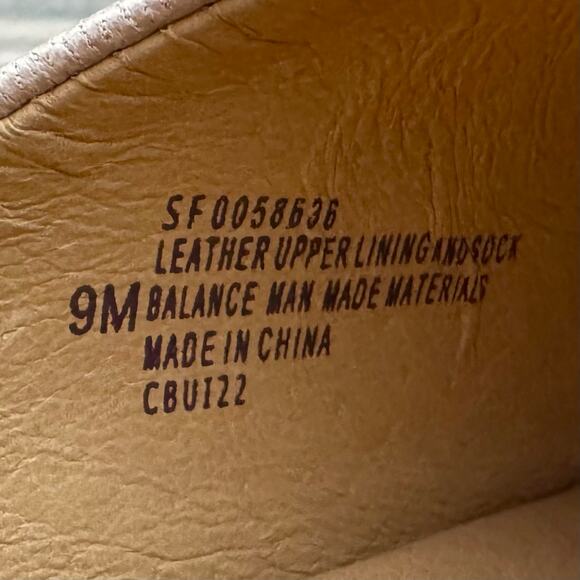 SF0058636
LEATHER UPPER LINING AND SOCK
9M BALANCE MAN MADE MATERIALS
MADE IN CHINA
CBU122